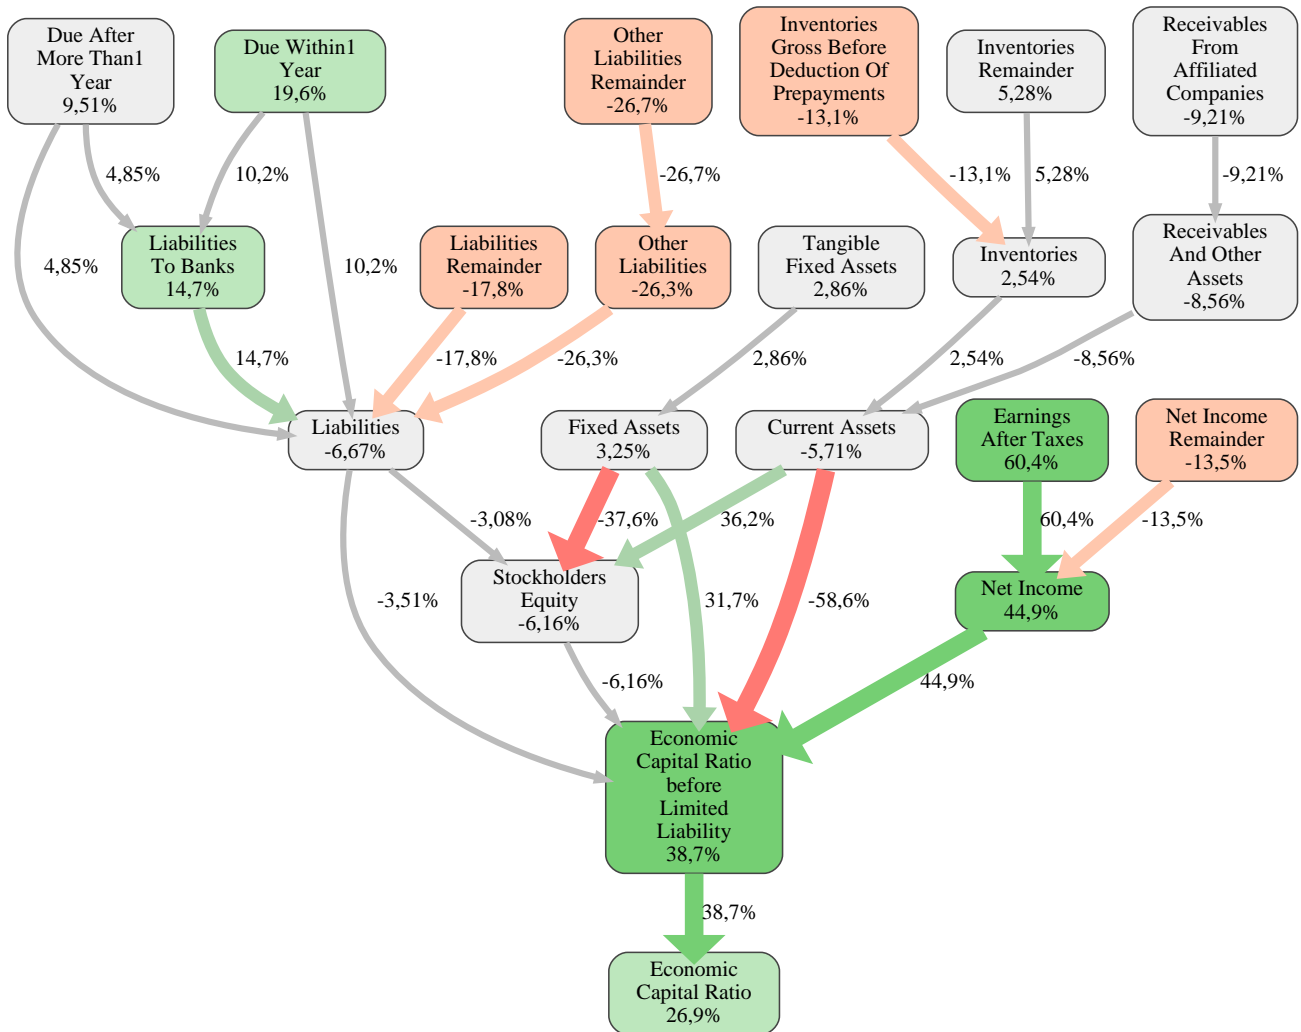 Due After
More Than1
Year
9,51%
Due Within1
Year
19,6%
Other
Liabilities
Remainder
-26,7%
Inventories
Gross Before
Deduction Of
Prepayments
-13,1%
Inventories
Remainder
5,28%
Receivables
From
Affiliated
Companies
-9,21%
4,85%
10,2%
-26,7%
-13,1%
5,28%
-9,21%
4,85%
Liabilities
To Banks
14,7%
10,2%
Liabilities
Remainder
-17,8%
Other
Liabilities
-26,3%
Tangible
Fixed Assets
2,86%
Inventories
2,54%
Receivables
And Other
Assets
-8,56%
14,7%
-17,8%
-26,3%
2,86%
2,54%
-8,56%
Liabilities
-6,67%
Fixed Assets
3,25%
Current Assets
-5,71%
Earnings
After Taxes
60,4%
Net Income
Remainder
-13,5%
-3,08%
-37,6%
36,2%
60,4%
-13,5%
-3,51%
Stockholders
Equity
-6,16%
31,7%
-58,6%
Net Income
44,9%
-6,16%
44,9%
Economic
Capital Ratio
before
Limited
Liability
38,7%
38,7%
Economic
Capital Ratio
26,9%